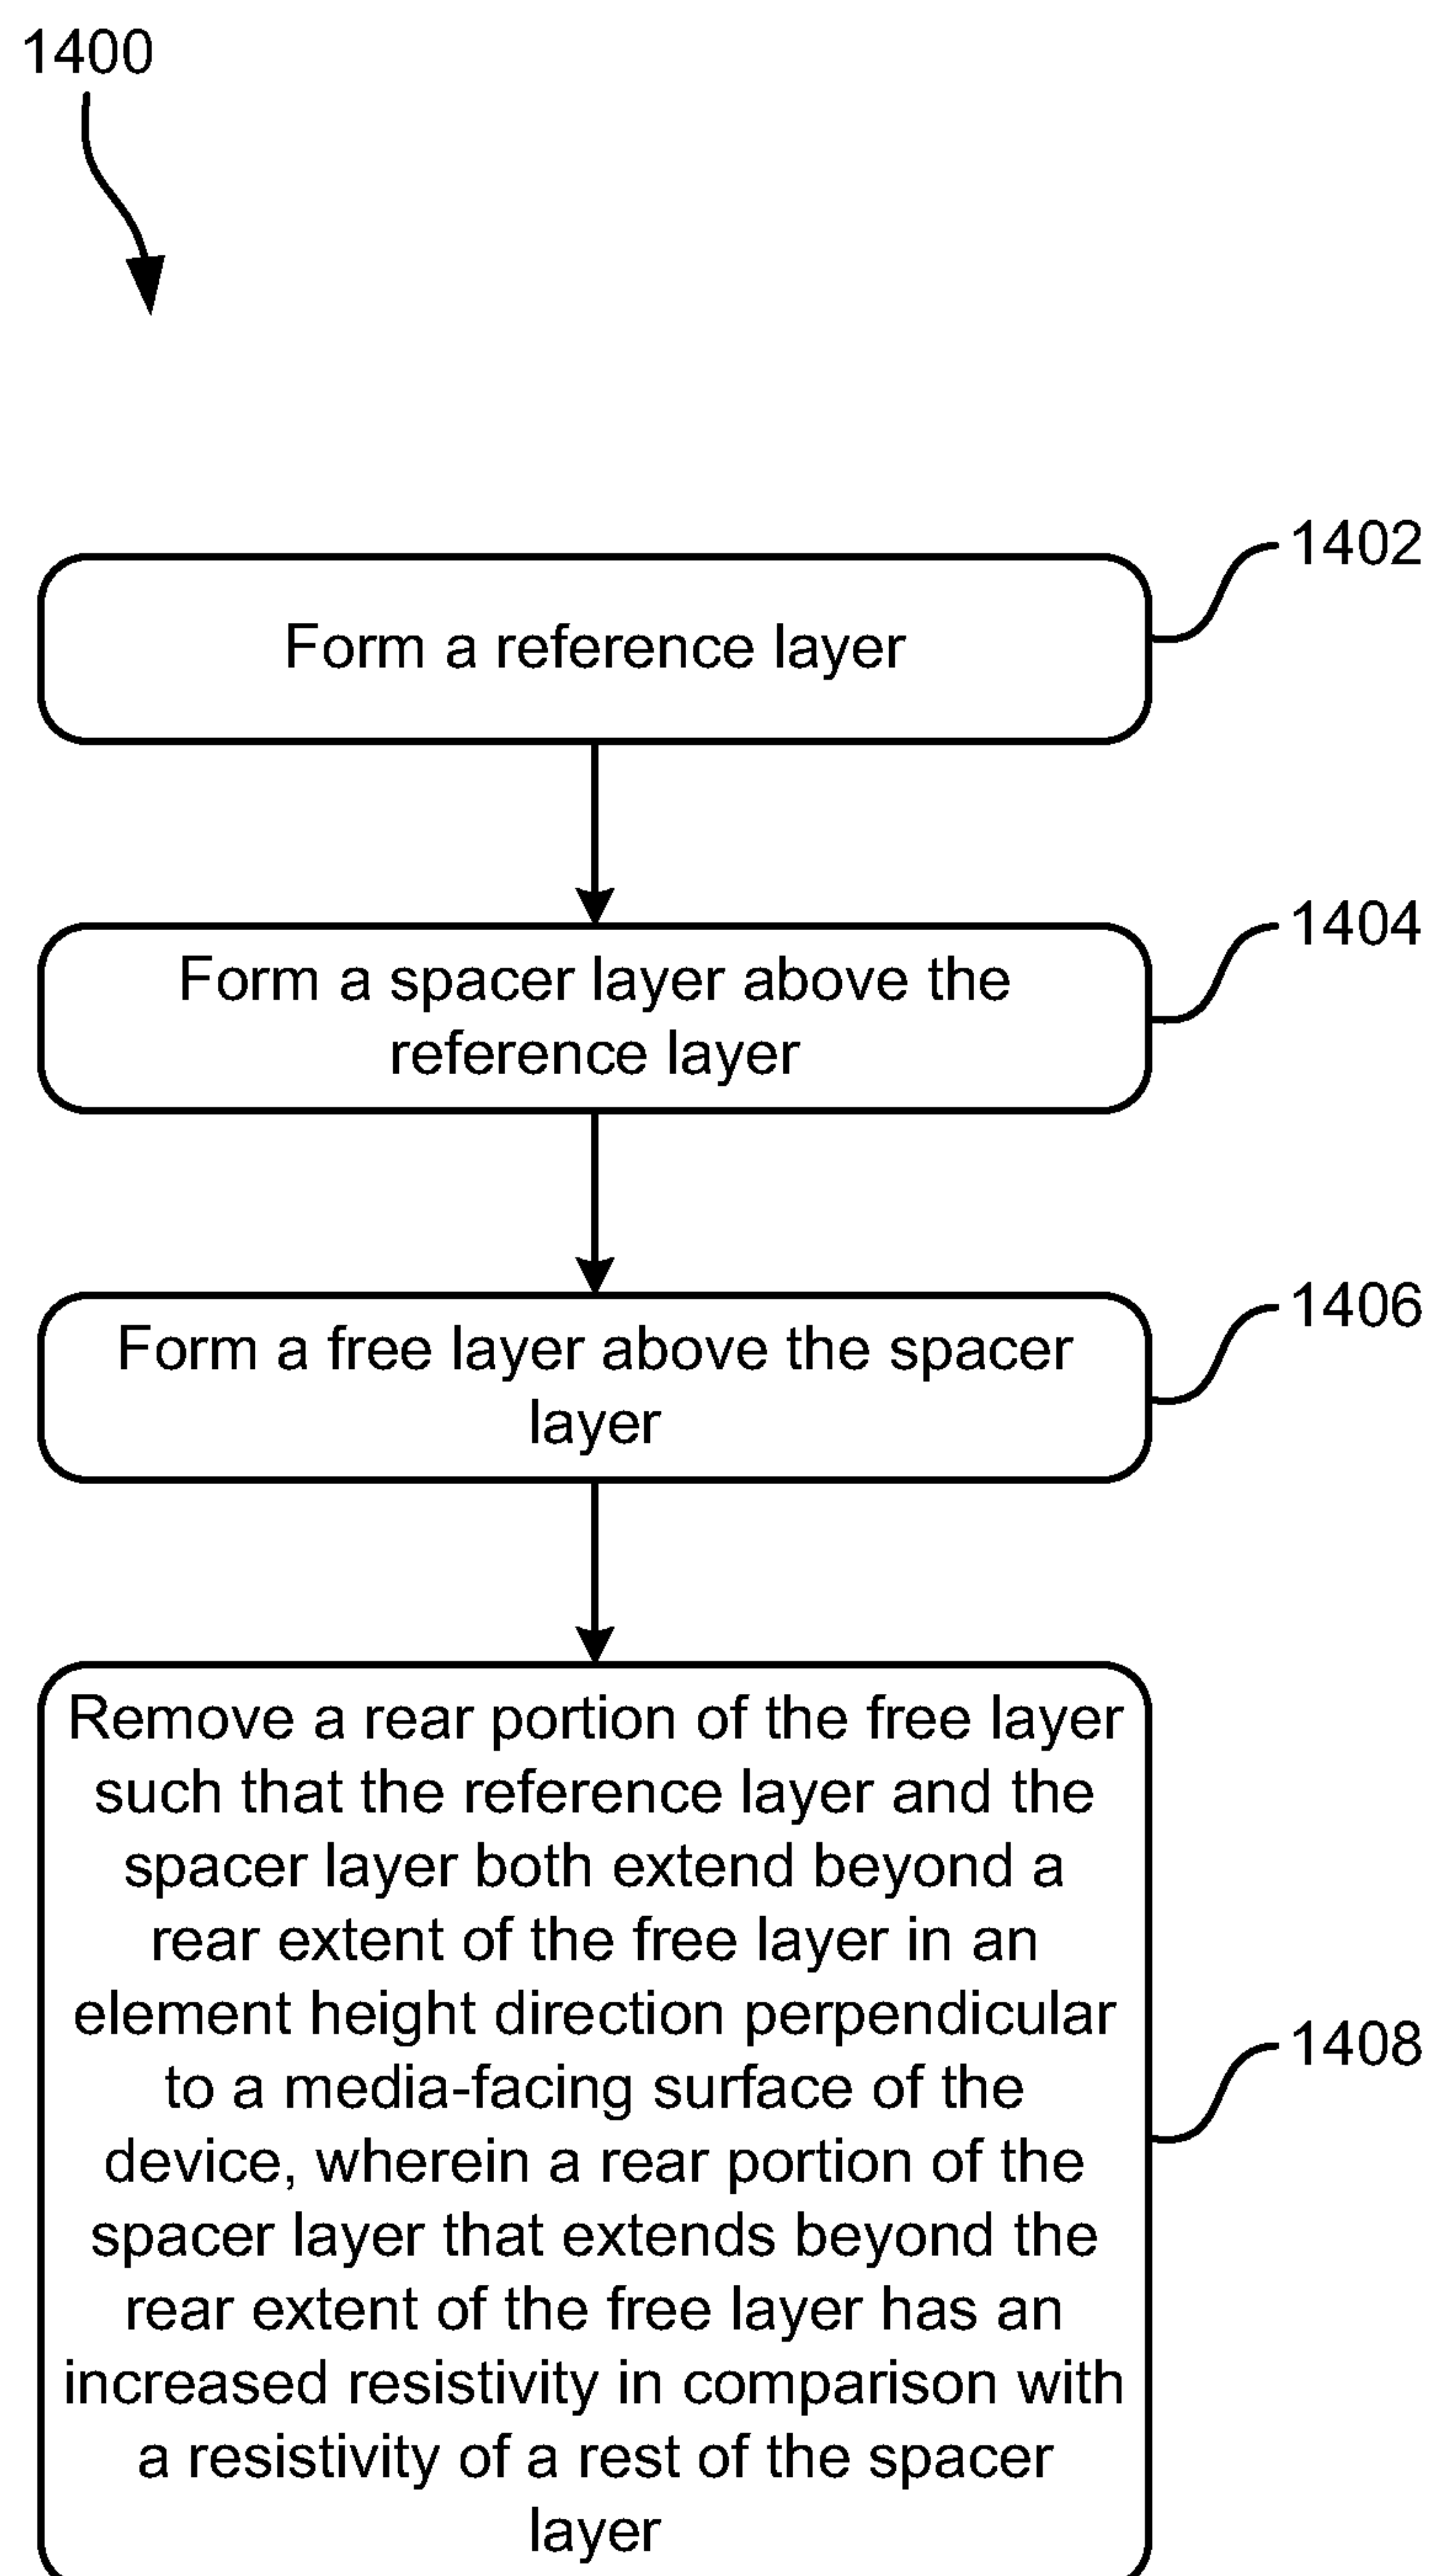 1400
1402
Form a reference layer
1404
Form a spacer layer above the
reference layer
1406
Form a free layer above the spacer
layer
Remove a rear portion of the free layer
such that the reference layer and the
spacer layer both extend beyond a
rear extent of the free layer in an
element height direction perpendicular
to a media-facing surface of the
device, wherein a rear portion of the
spacer layer that extends beyond the
rear extent of the free layer has an
increased resistivity in comparison with
a resistivity of a rest of the spacer
layer
1408